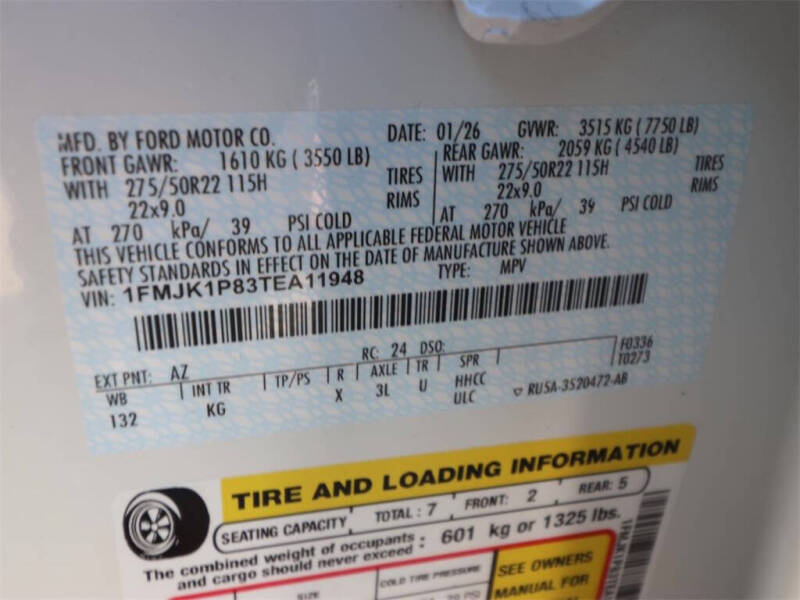 MFD. BY FORD MOTOR CO. DATE: 01/26 GVWR: 3515 KG ( 7750 LB)
FRONT GAWR: 1610 KG ( 3550 LB) REAR GAWR: 2059 KG ( 4540 LB)
WITH 275/50R22 115H TIRES WITH 275/50R22 115H TIRES
22x9.0 RIMS 22x9.0 RIMS
AT 270 kPa/ 39 PSI COLD AT 270 kPa/ 39 PSI COLD
THIS VEHICLE CONFORMS TO ALL APPLICABLE FEDERAL MOTOR VEHICLE
SAFETY STANDARDS IN EFFECT ON THE DATE OF MANUFACTURE SHOWN ABOVE.
VIN: 1FMJK1P83TEA11948 TYPE: MPV
EXT PNT: AZ RC: 24 DSO: F0336
T0273
WB INT TR TP/PS R AXLE TR SPR
132 KG X 3L U HHCC
ULC RU5A-3520472-AB
TIRE AND LOADING INFORMATION
SEATING CAPACITY TOTAL : 7 FRONT: 2 REAR: 5
The combined weight of occupants : 601 kg or 1325 lbs.
and cargo should never exceed
SIZE COLD TIRE PRESSURE SEE OWNERS
MANUAL FOR